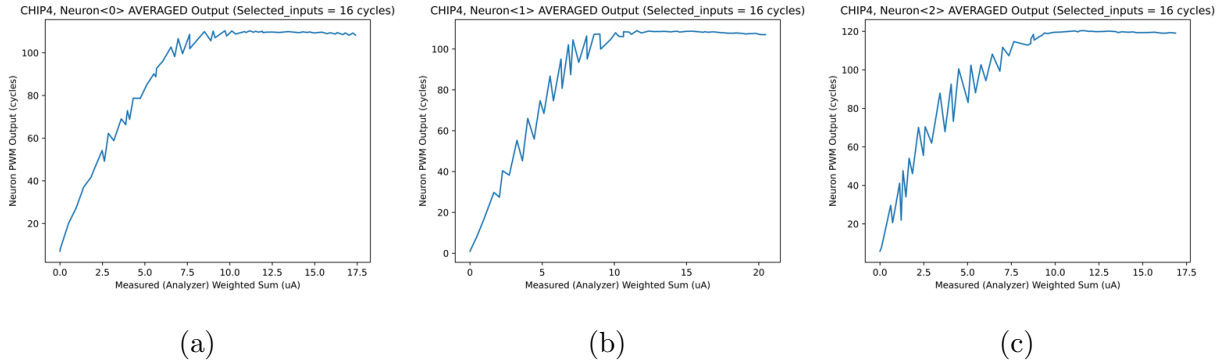 CHIP4, Neuron<0> AVERAGED Output (Selected_inputs = 16 cycles)
Neuron PWM Output (cycles)
100
80
60
40
20
0.0 2.5 5.0 7.5 10.0 12.5 15.0 17.5
Measured (Analyzer) Weighted Sum (uA)
(a)
CHIP4, Neuron<1> AVERAGED Output (Selected_inputs = 16 cycles)
Neuron PWM Output (cycles)
100
80
60
40
20
0
0 5 10 15 20
Measured (Analyzer) Weighted Sum (uA)
(b)
CHIP4, Neuron<2> AVERAGED Output (Selected_inputs = 16 cycles)
Neuron PWM Output (cycles)
120
100
80
60
40
20
0.0 2.5 5.0 7.5 10.0 12.5 15.0 17.5
Measured (Analyzer) Weighted Sum (uA)
(c)